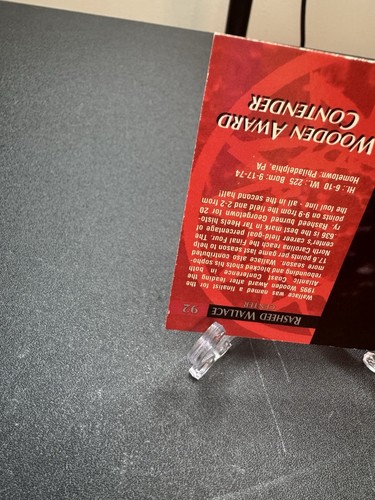 92
RASHEED WALLACE
CENTER
Wallace was named a finalist for the
1995 Wooden Award after leading the
Atlantic Coast Conference in both
rebounding and blocked shots as a sopho-
more season. Wallace also contributed
17.6 points per game last season to help
North Carolina reach the Final Four. The
center's career field-goal percentage of
.635 is the best mark in Tar Heels histo-
ry. Rasheed burned Georgetown for 20
points on 9-9 from the field and 2-2 from
the foul line - all in the second half!
Ht.: 6-10 Wt.: 225 Born: 9-17-74
Hometown: Philadelphia, PA
WOODEN AWARD
CONTENDER